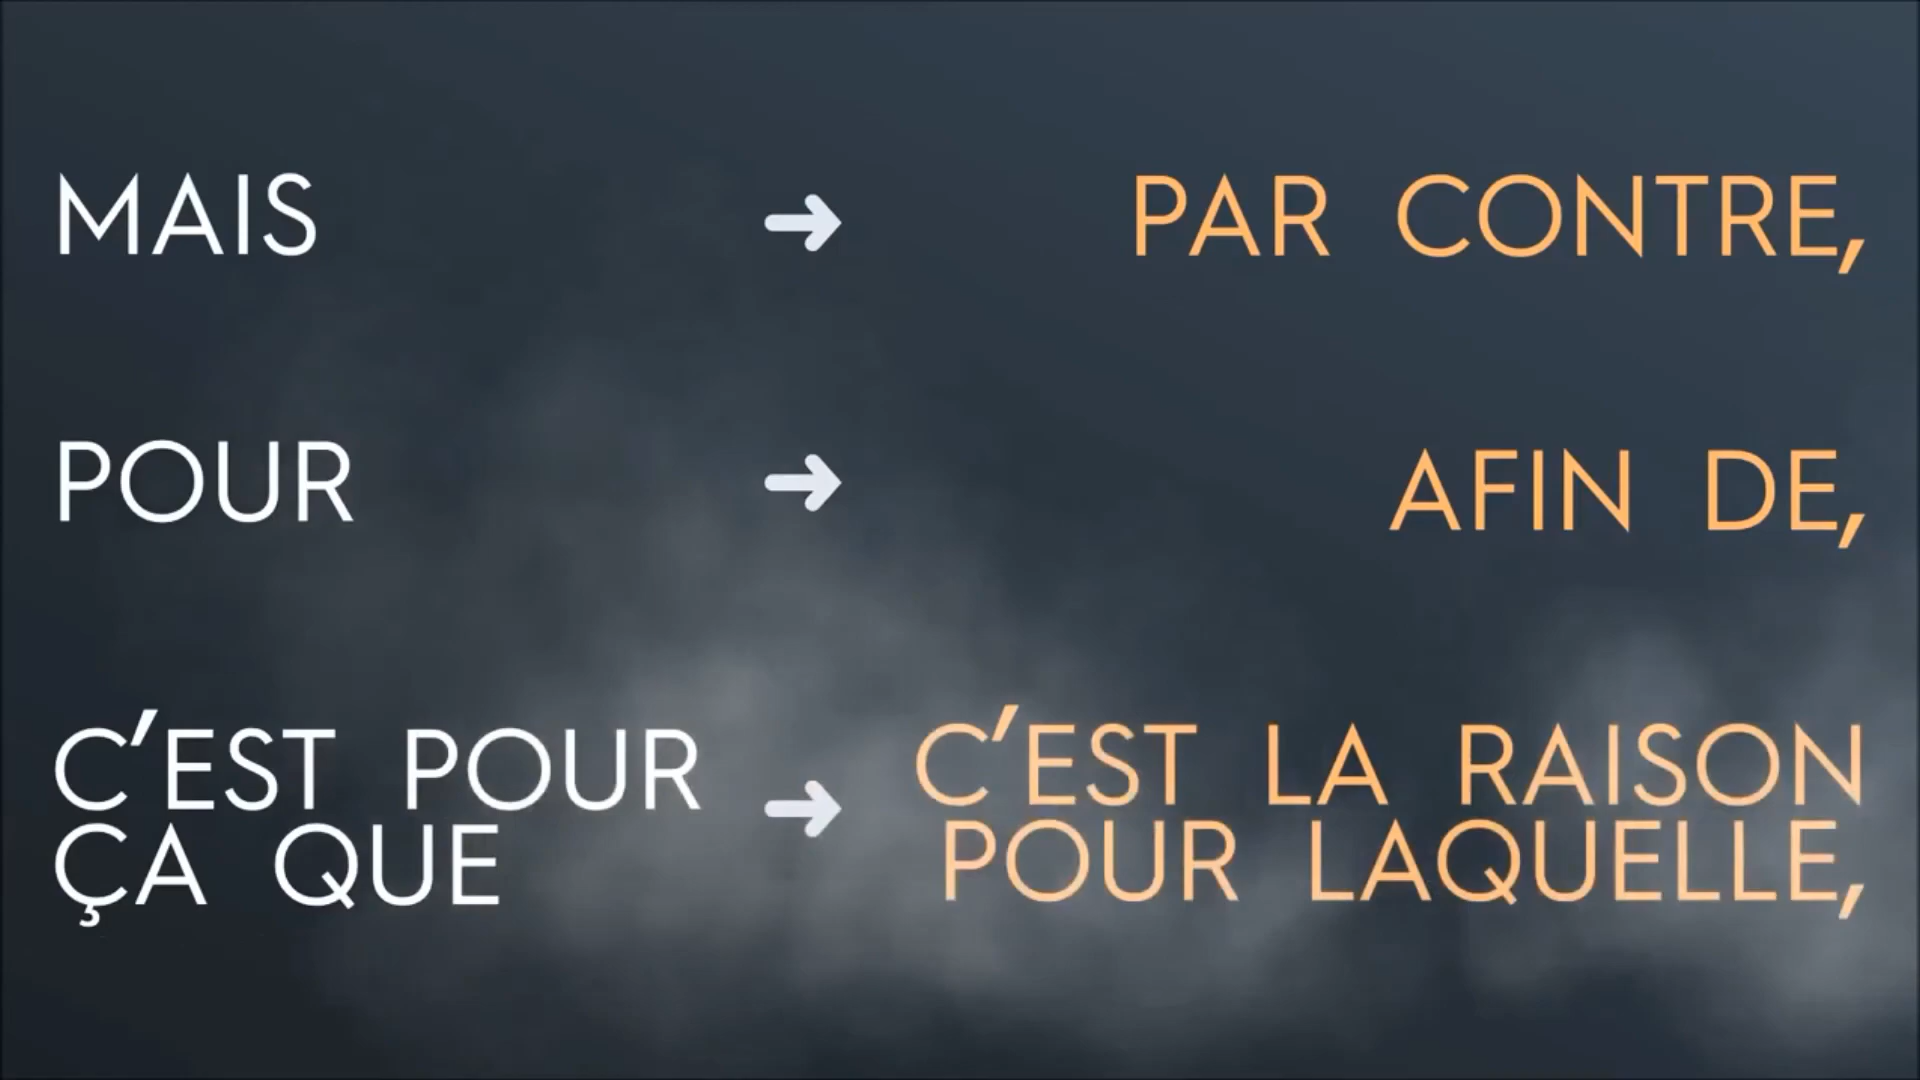 MAIS → PAR CONTRE,
POUR → AFIN DE,
C'EST POUR
ÇA QUE → C'EST LA RAISON
POUR LAQUELLE,